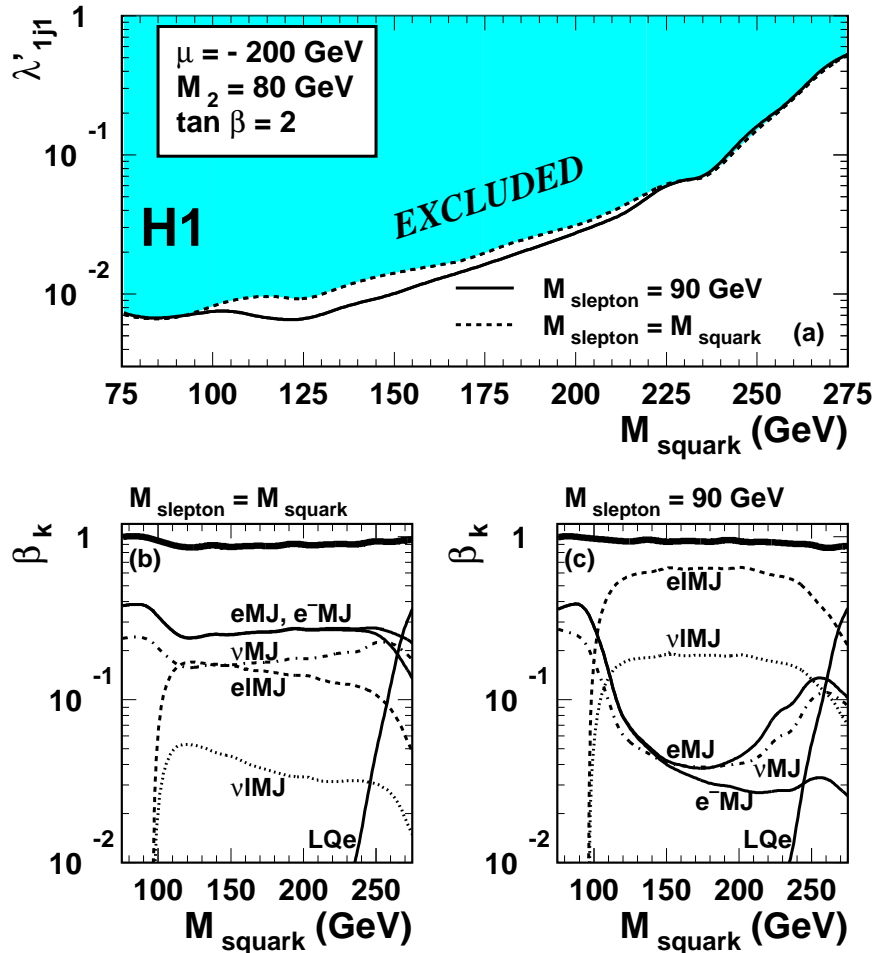 λ'1j1
1
10 -1
10 -2
μ = - 200 GeV
M 2 = 80 GeV
tan β = 2
EXCLUDED
H1
M slepton = 90 GeV
M slepton = M squark
(a)
75 100 125 150 175 200 225 250 275
M squark (GeV)
M slepton = M squark
βk
1
10 -1
10 -2
(b)
eMJ, e⁻MJ
νMJ
elMJ
νlMJ
LQe
100 150 200 250
M squark (GeV)
M slepton = 90 GeV
βk
1
10 -1
10 -2
(c)
elMJ
νlMJ
eMJ
νMJ
e⁻MJ
LQe
100 150 200 250
M squark (GeV)